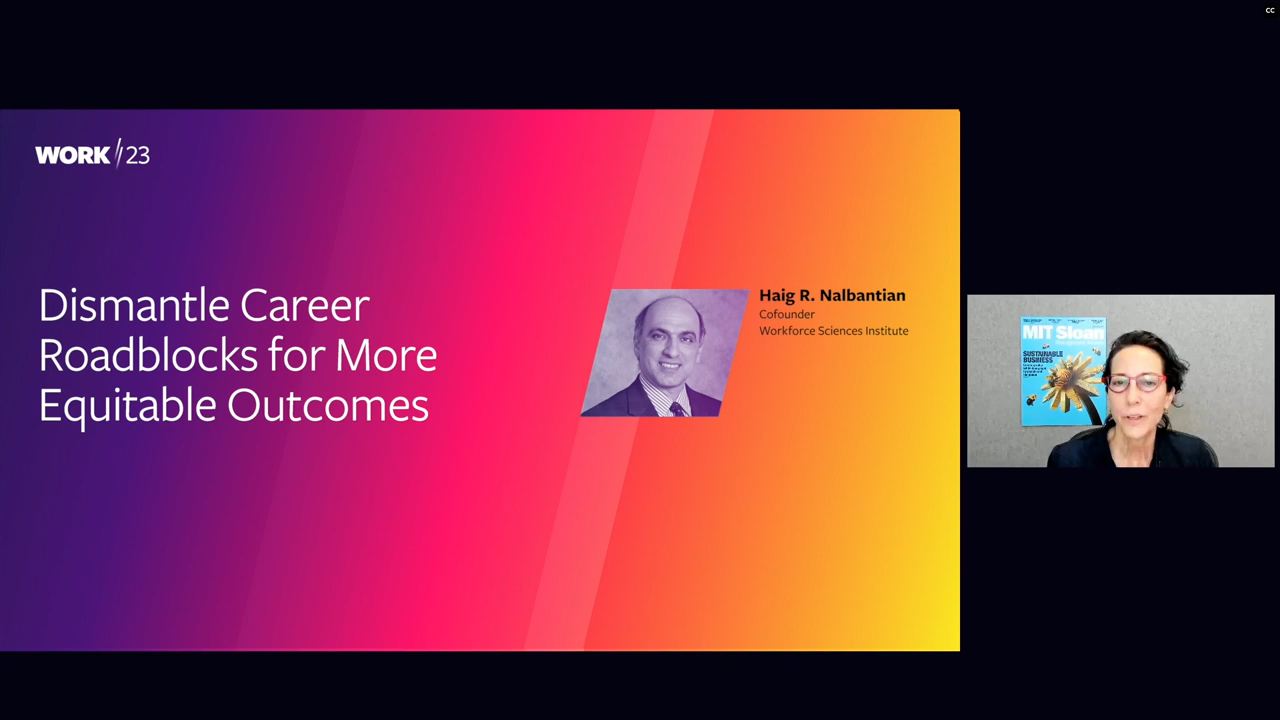 CC
WORK/23
Dismantle Career
Roadblocks for More
Equitable Outcomes
Haig R. Nalbantian
Cofounder
Workforce Sciences Institute
MIT Sloan
SUSTAINABLE
BUSINESS